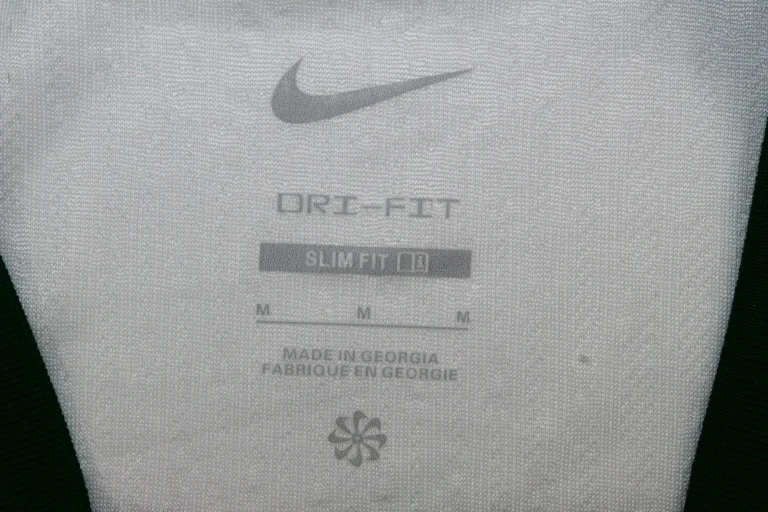 DRI-FIT
SLIM FIT
M M M
MADE IN GEORGIA
FABRIQUE EN GEORGIE